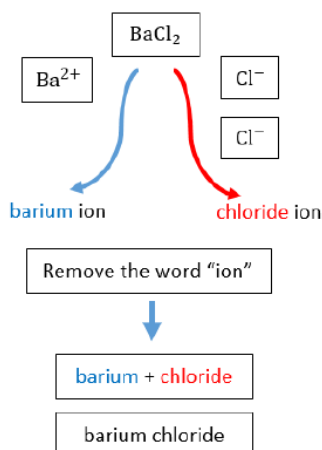 BaCl₂
Ba²⁺
Cl⁻
Cl⁻
barium ion
chloride ion
Remove the word “ion”
barium + chloride
barium chloride